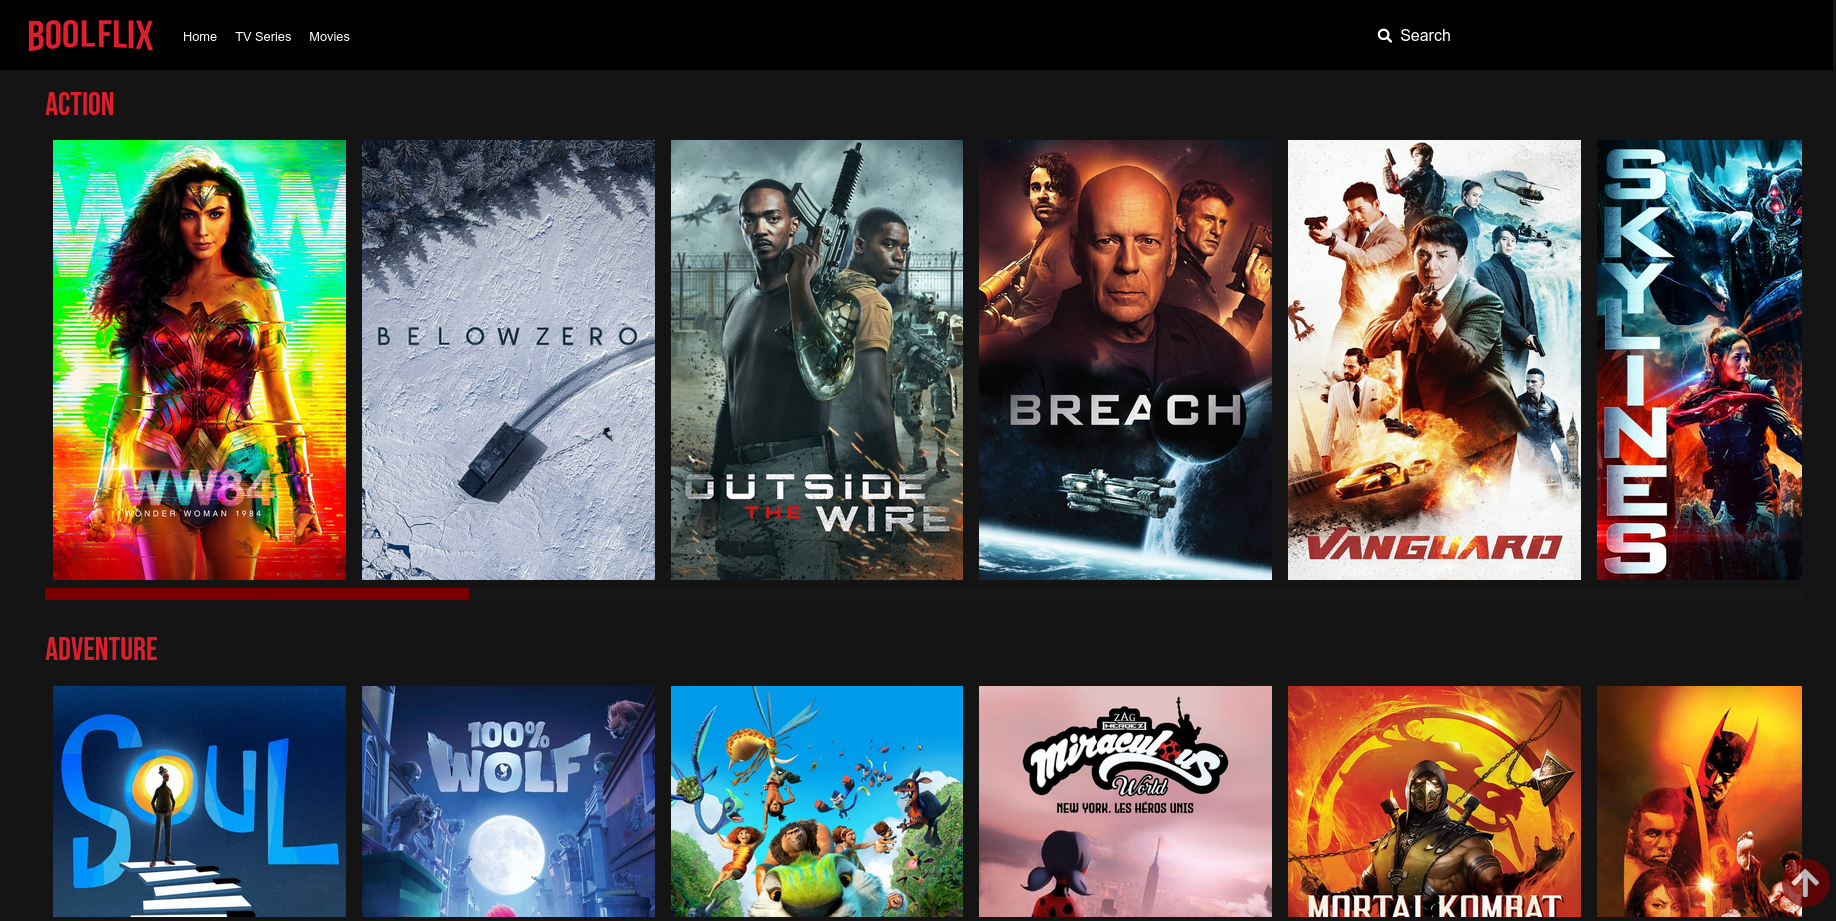 BOOLFLIX
Home
TV Series
Movies
Search
ACTION
WW
WW84
WONDER WOMAN 1984
BELOW ZERO
OUTSIDE
THE WIRE
BREACH
VANGUARD
SKYLINES
ADVENTURE
SOUL
100%
WOLF
ZAG
HEROEZ
Miraculous
World
NEW YORK, LES HÉROS UNIS
MORTAL KOMBAT